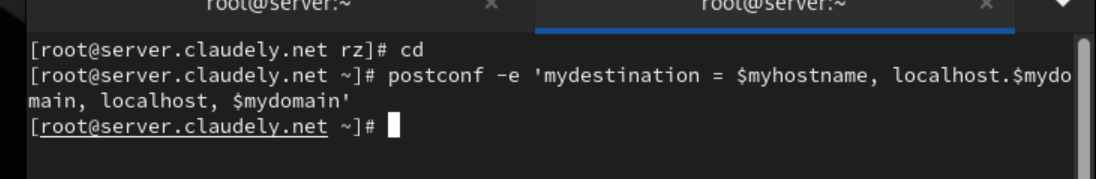 root@server:~ × root@server:~ ×
[root@server.claudely.net rz]# cd
[root@server.claudely.net ~]# postconf -e 'mydestination = $myhostname, localhost.$mydo
main, localhost, $mydomain'
[root@server.claudely.net ~]#